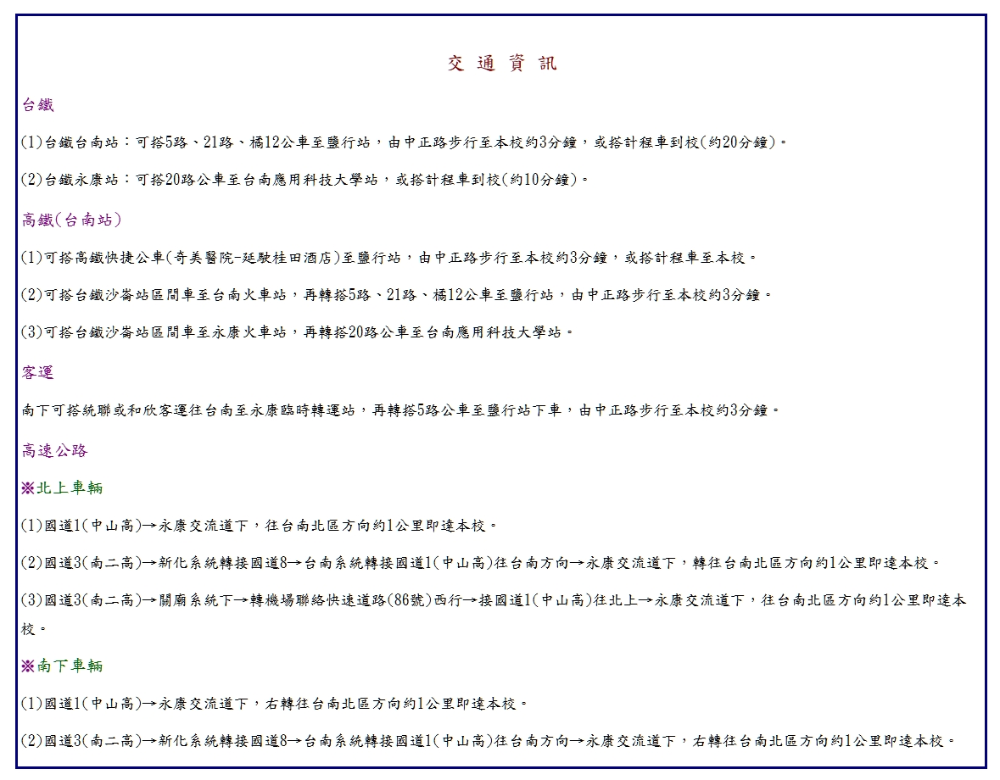 交 通 資 訊
台鐵
(1)台鐵台南站：可搭5路、21路、橘12公車至鹽行站，由中正路步行至本校約3分鐘，或搭計程車到校(約20分鐘)。
(2)台鐵永康站：可搭20路公車至台南應用科技大學站，或搭計程車到校(約10分鐘)。
高鐵(台南站)
(1)可搭高鐵快捷公車(奇美醫院-延駛桂田酒店)至鹽行站，由中正路步行至本校約3分鐘，或搭計程車至本校。
(2)可搭台鐵沙崙站區間車至台南火車站，再轉搭5路、21路、橘12公車至鹽行站，由中正路步行至本校約3分鐘。
(3)可搭台鐵沙崙站區間車至永康火車站，再轉搭20路公車至台南應用科技大學站。
客運
南下可搭統聯或和欣客運往台南至永康臨時轉運站，再轉搭5路公車至鹽行站下車，由中正路步行至本校約3分鐘。
高速公路
※北上車輛
(1)國道1(中山高)→永康交流道下，往台南北區方向約1公里即達本校。
(2)國道3(南二高)→新化系統轉接國道8→台南系統轉接國道1(中山高)往台南方向→永康交流道下，轉往台南北區方向約1公里即達本校。
(3)國道3(南二高)→關廟系統下→轉機場聯絡快速道路(86號)西行→接國道1(中山高)往北上→永康交流道下，往台南北區方向約1公里即達本
校。
※南下車輛
(1)國道1(中山高)→永康交流道下，右轉往台南北區方向約1公里即達本校。
(2)國道3(南二高)→新化系統轉接國道8→台南系統轉接國道1(中山高)往台南方向→永康交流道下，右轉往台南北區方向約1公里即達本校。